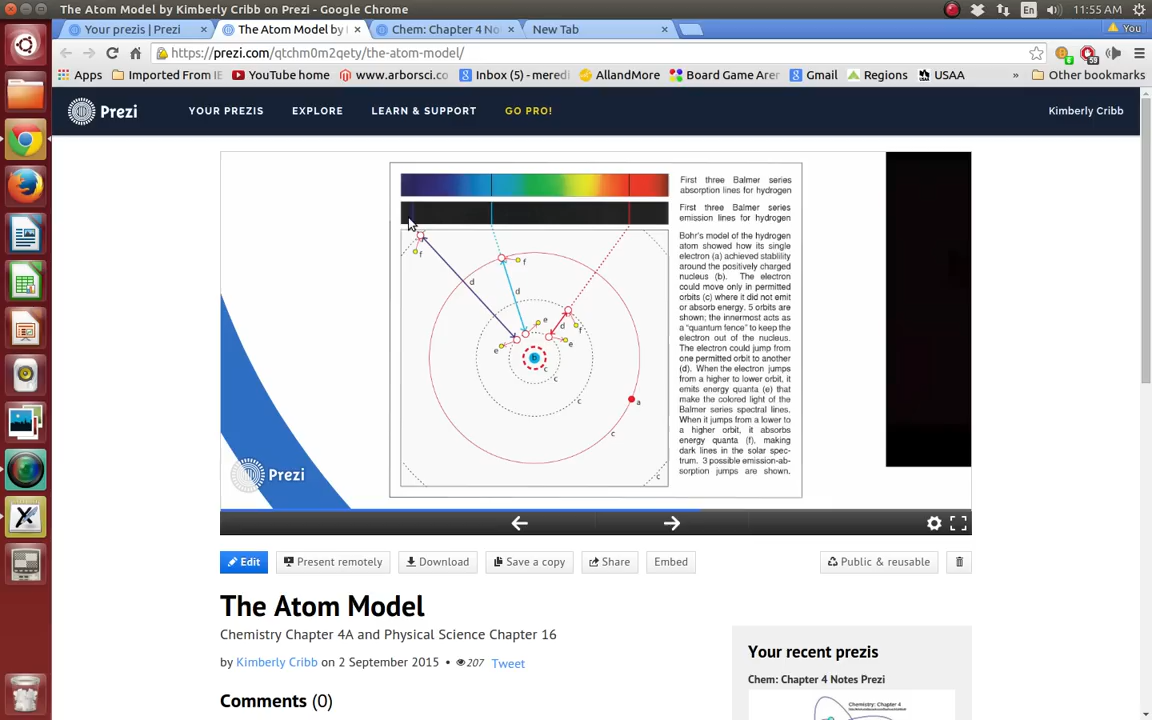 The Atom Model by Kimberly Cribb on Prezi - Google Chrome
En
11:55 AM
Your prezis | Prezi
The Atom Model by
Chem: Chapter 4 No
New Tab
You
https://prezi.com/qtchm0m2qety/the-atom-model/
6
59
Apps
Imported From IE
YouTube home
www.arborsci.co
Inbox (5) - meredi
AllandMore
Board Game Arer
Gmail
Regions
USAA
»
Other bookmarks
Prezi
YOUR PREZIS
EXPLORE
LEARN & SUPPORT
GO PRO!
Kimberly Cribb
First three Balmer series
absorption lines for hydrogen
First three Balmer series
emission lines for hydrogen
Bohr's model of the hydrogen
atom showed how its single
electron (a) achieved stablility
around the positively charged
nucleus (b). The electron
could move only in permitted
orbits (c) where it did not emit
or absorb energy. 5 orbits are
shown; the innermost acts as
a "quantum fence" to keep the
electron out of the nucleus.
The electron could jump from
one permitted orbit to another
(d). When the electron jumps
from a higher to lower orbit, it
emits energy quanta (e) that
make the colored light of the
Balmer series spectral lines.
When it jumps from a lower to
a higher orbit, it absorbs
energy quanta (f), making
dark lines in the solar spec-
trum. 3 possible emission-ab-
sorption jumps are shown.
f
f
d
d
e
d
f
e
e
b
c
c
c
a
c
c
Prezi
Edit
Present remotely
Download
Save a copy
Share
Embed
Public & reusable
The Atom Model
Chemistry Chapter 4A and Physical Science Chapter 16
by Kimberly Cribb on 2 September 2015 • 207 Tweet
Comments (0)
Your recent prezis
Chem: Chapter 4 Notes Prezi
Chemistry: Chapter 4